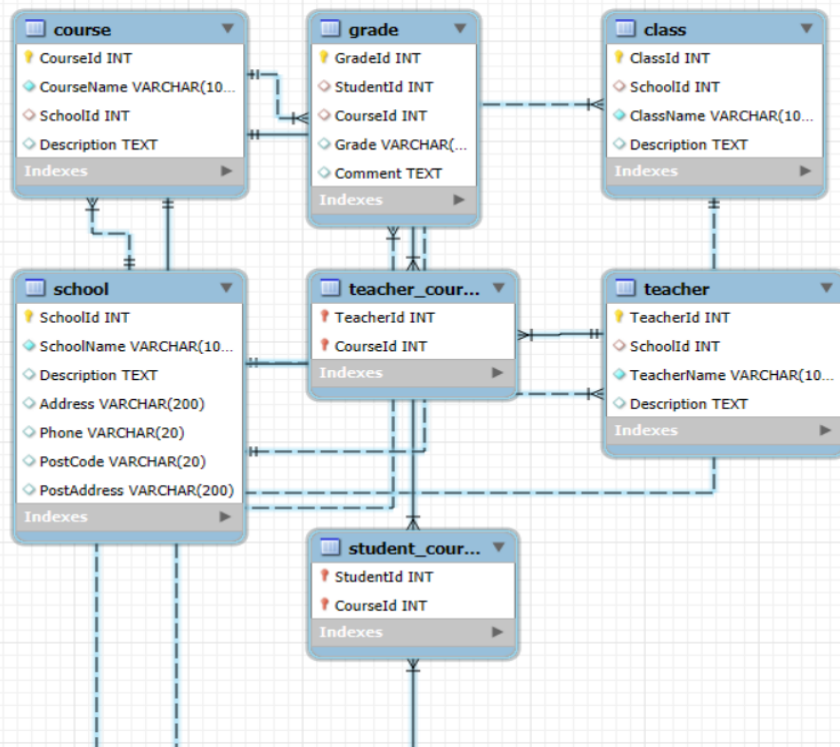 course
CourseId INT
CourseName VARCHAR(10...
SchoolId INT
Description TEXT
Indexes
grade
GradeId INT
StudentId INT
CourseId INT
Grade VARCHAR(...
Comment TEXT
Indexes
class
ClassId INT
SchoolId INT
ClassName VARCHAR(10...
Description TEXT
Indexes
school
SchoolId INT
SchoolName VARCHAR(10...
Description TEXT
Address VARCHAR(200)
Phone VARCHAR(20)
PostCode VARCHAR(20)
PostAddress VARCHAR(200)
Indexes
teacher_cour...
TeacherId INT
CourseId INT
Indexes
teacher
TeacherId INT
SchoolId INT
TeacherName VARCHAR(10...
Description TEXT
Indexes
student_cour...
StudentId INT
CourseId INT
Indexes